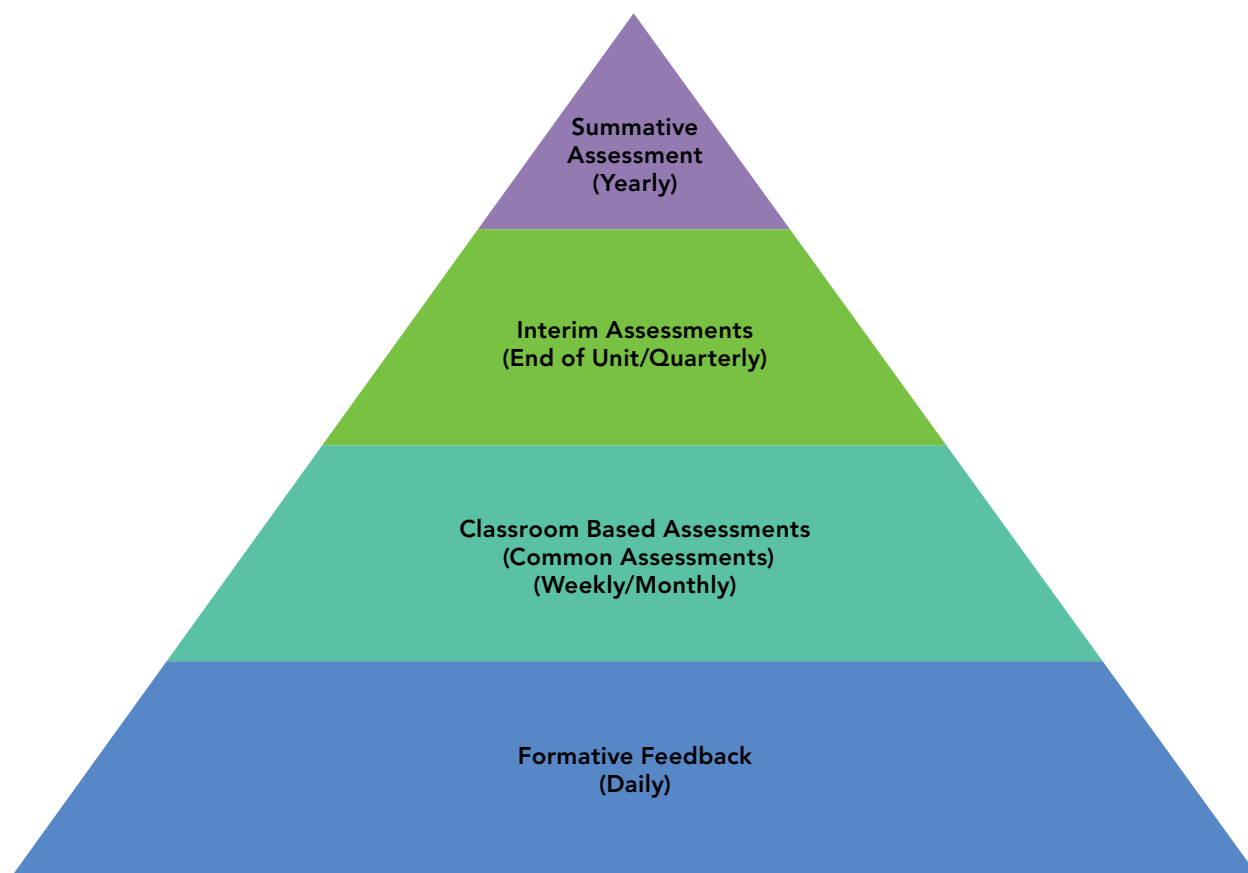 Summative
Assessment
(Yearly)
Interim Assessments
(End of Unit/Quarterly)
Classroom Based Assessments
(Common Assessments)
(Weekly/Monthly)
Formative Feedback
(Daily)